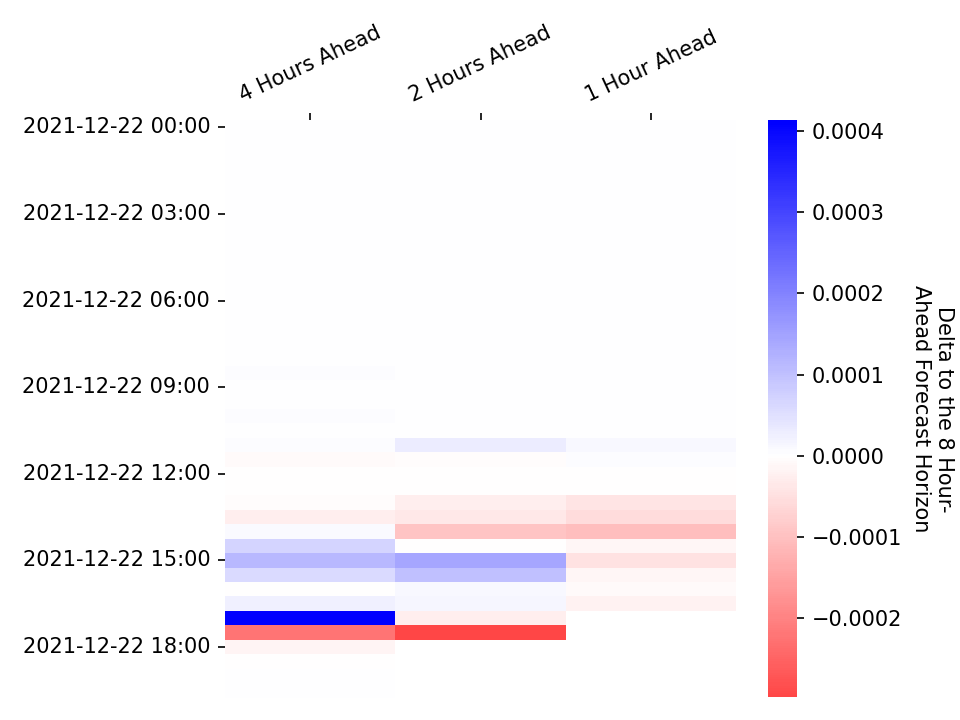 4 Hours Ahead
2 Hours Ahead
1 Hour Ahead
2021-12-22 00:00
2021-12-22 03:00
2021-12-22 06:00
2021-12-22 09:00
2021-12-22 12:00
2021-12-22 15:00
2021-12-22 18:00
0.0004
0.0003
0.0002
0.0001
0.0000
−0.0001
−0.0002
Delta to the 8 Hour-
Ahead Forecast Horizon